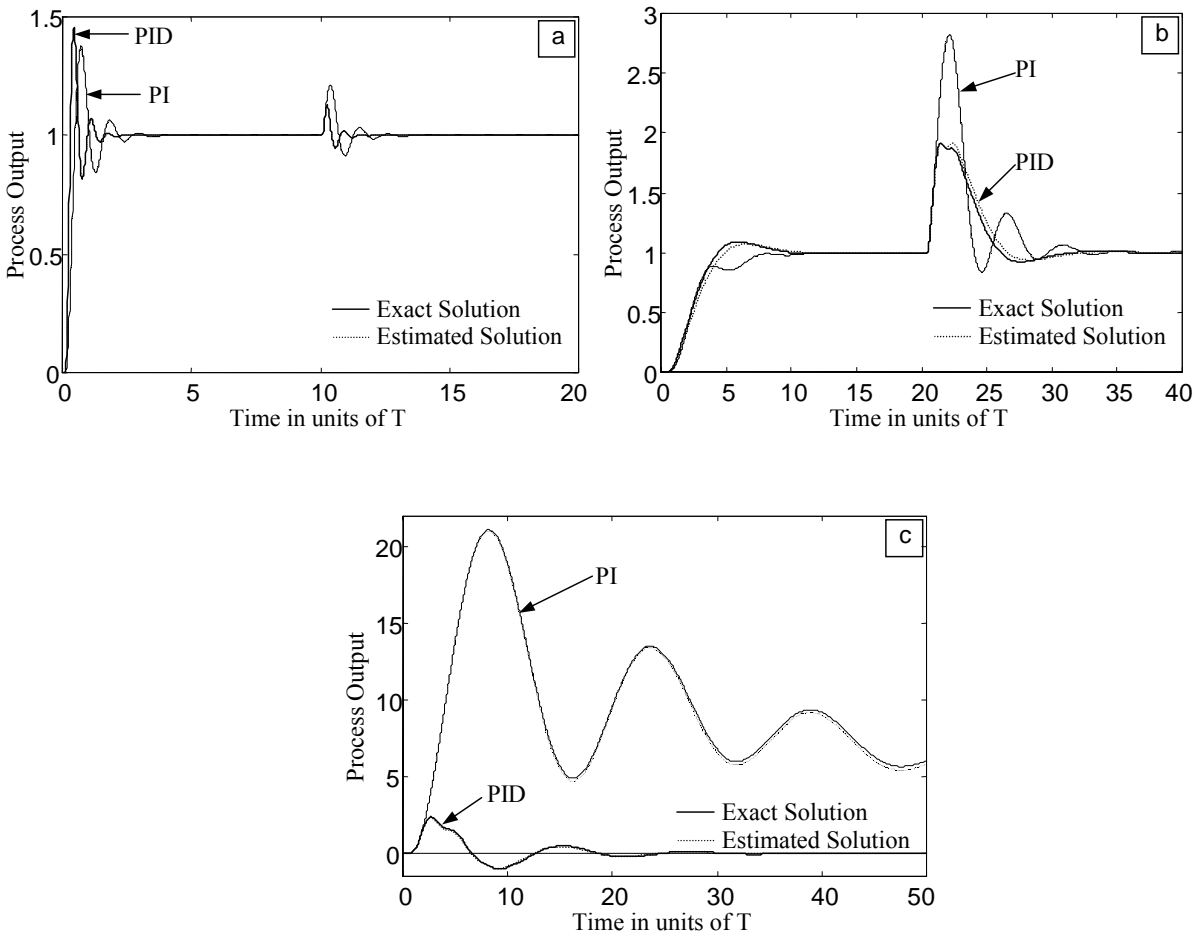 1.5
a
PID
PI
1
0.5
0
Process Output
Exact Solution
Estimated Solution
0
5
10
15
20
Time in units of T
3
b
2.5
PI
2
PID
1.5
1
0.5
0
Process Output
Exact Solution
Estimated Solution
0
5
10
15
20
25
30
35
40
Time in units of T
c
20
PI
15
10
5
PID
0
Process Output
Exact Solution
Estimated Solution
0
10
20
30
40
50
Time in units of T